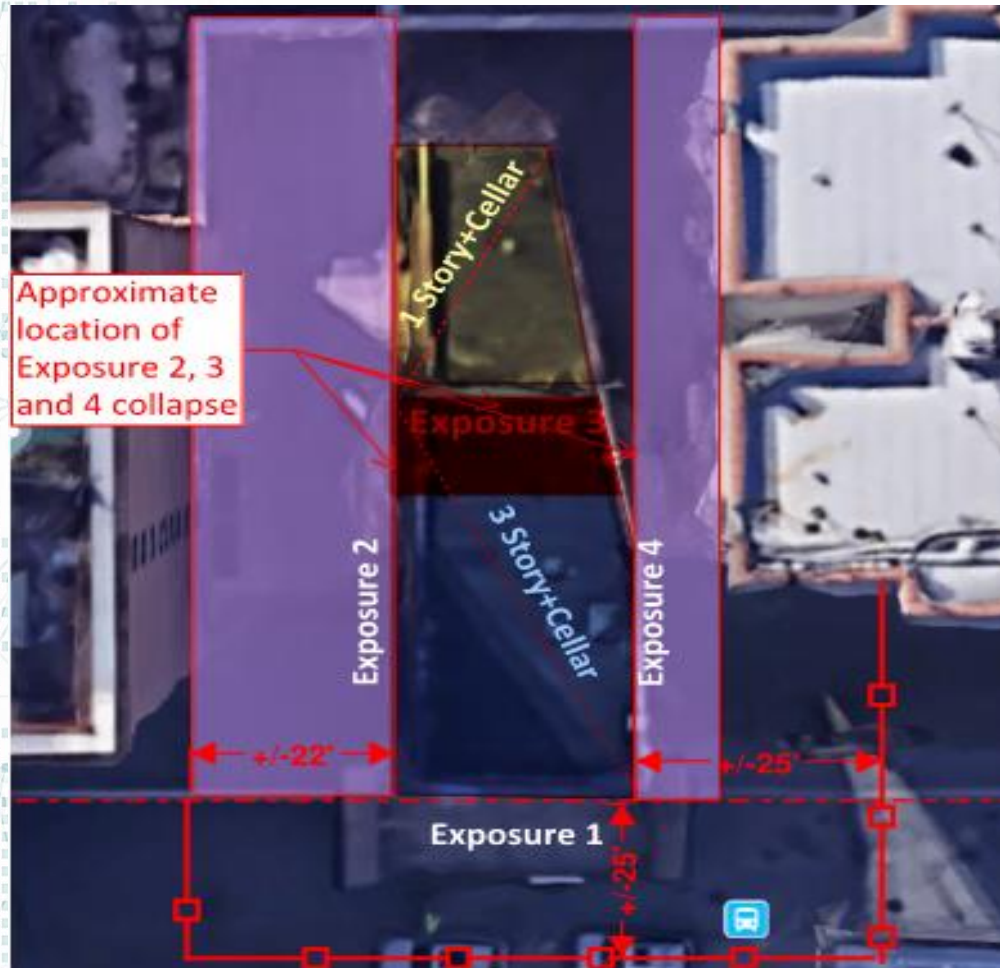 1 Story+Cellar
Approximate
location of
Exposure 2, 3
and 4 collapse
Exposure 3
3 Story+Cellar
Exposure 2
Exposure 4
+/-22'
+/-25'
Exposure 1
+/-25'